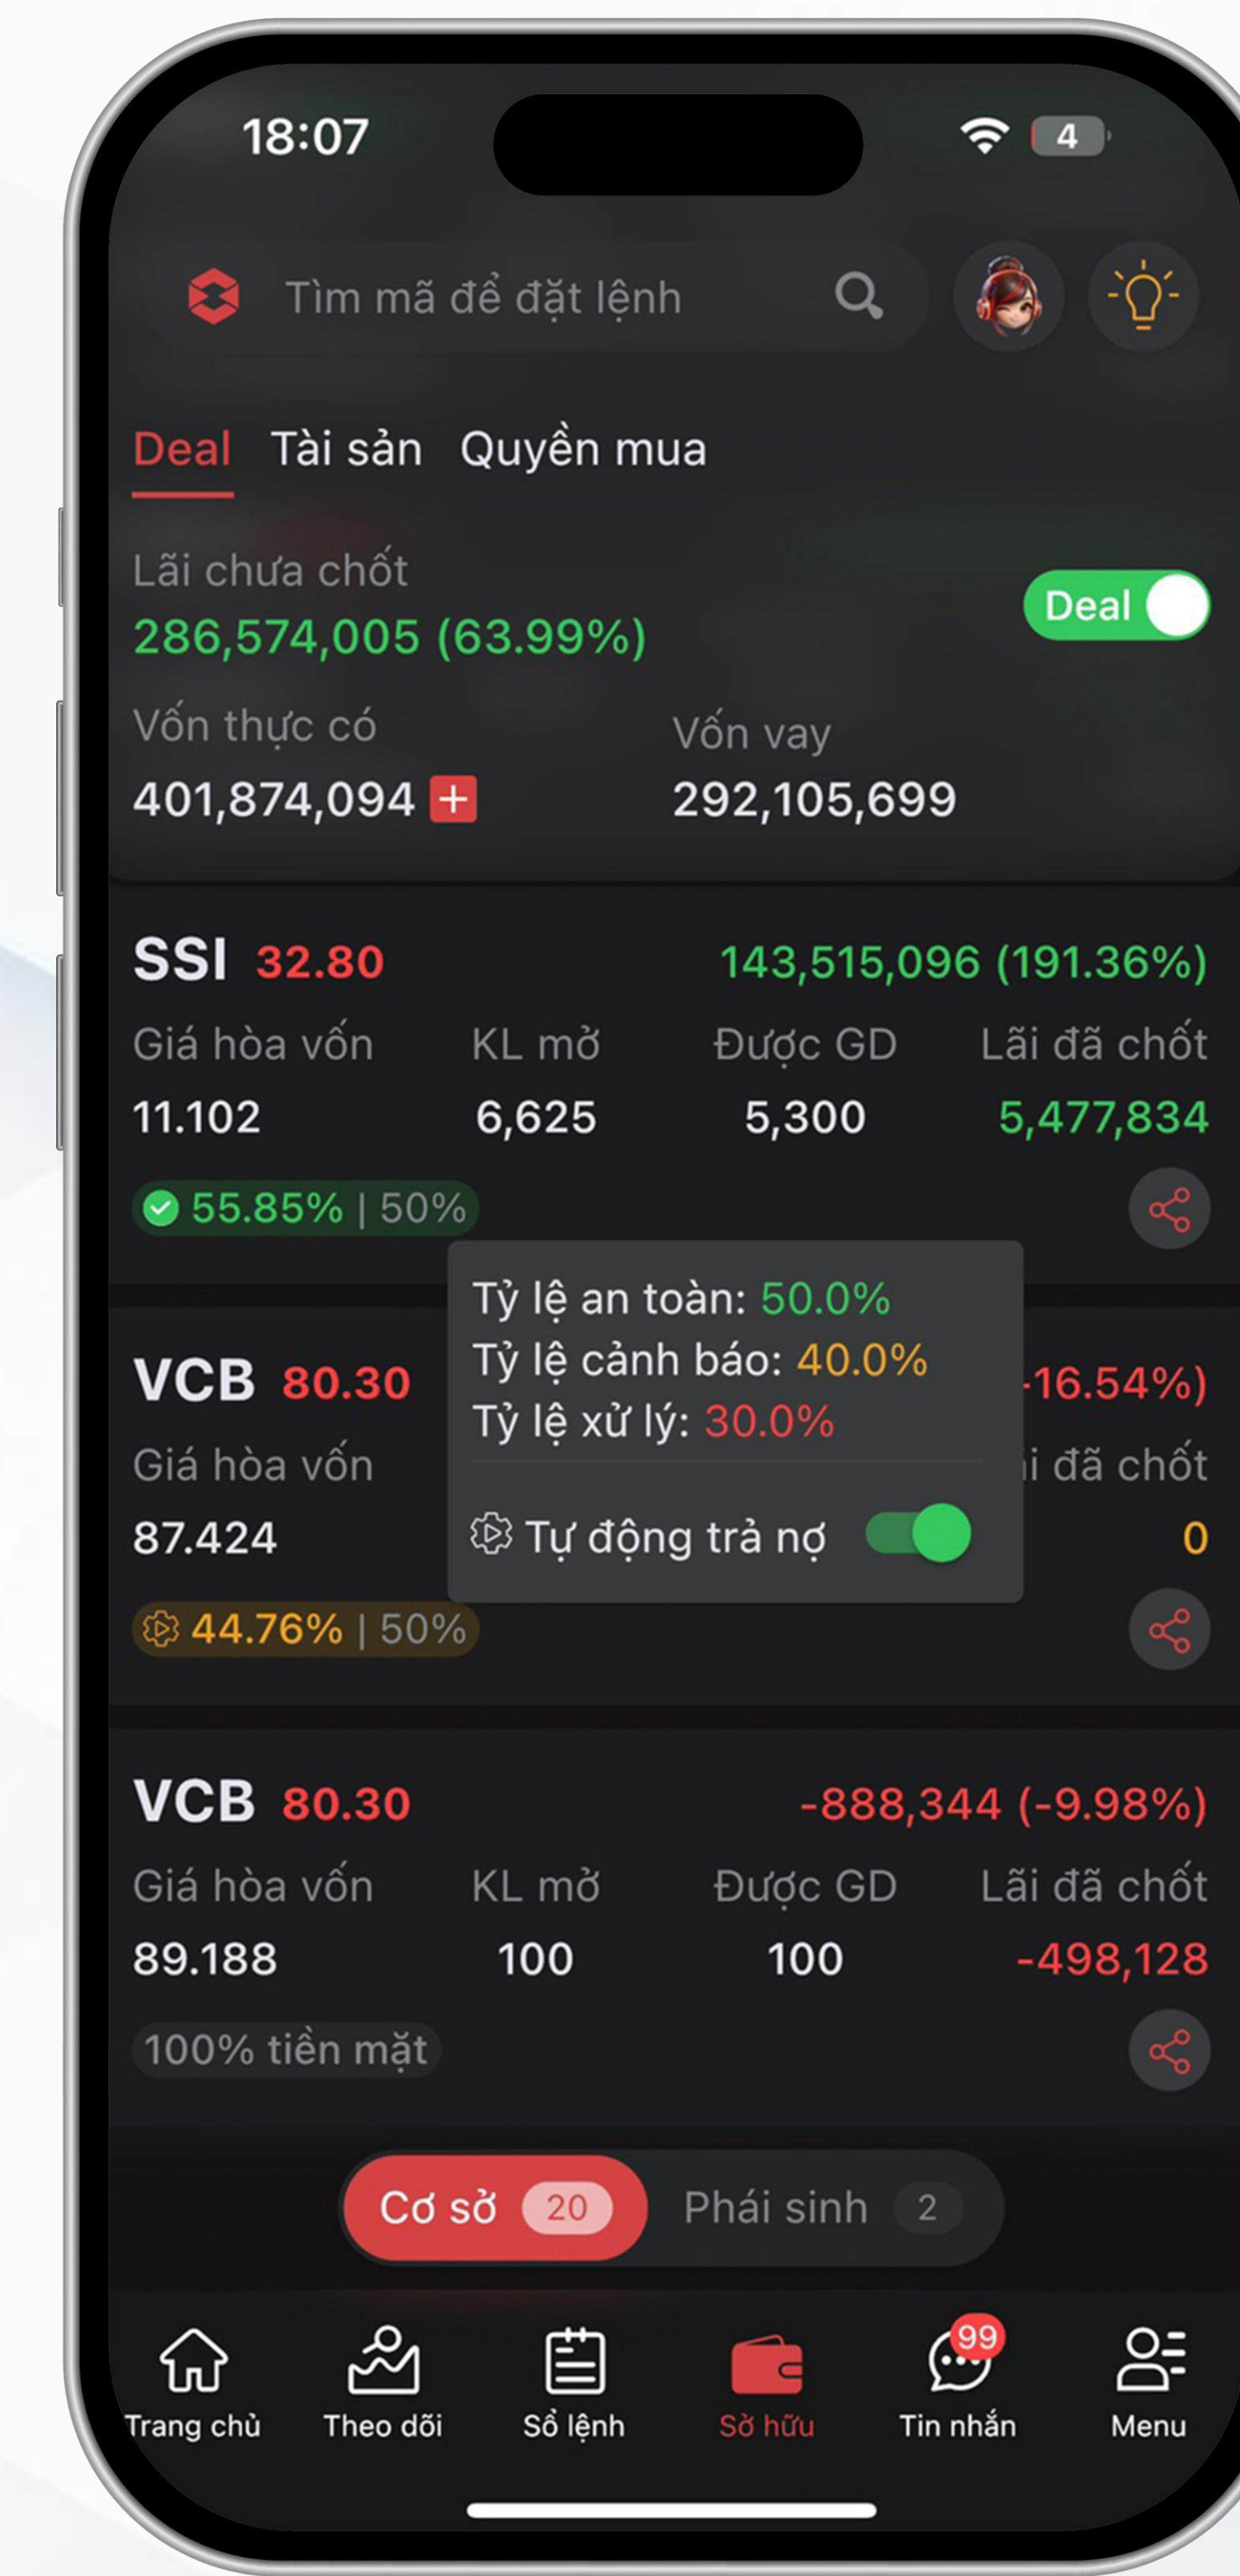 18:07
4
Tìm mã để đặt lệnh
Deal Tài sản Quyền mua
Lãi chưa chốt
Deal
286,574,005 (63.99%)
Vốn thực có Vốn vay
401,874,094 + 292,105,699
SSI 32.80 143,515,096 (191.36%)
Giá hòa vốn KL mở Được GD Lãi đã chốt
11.102 6,625 5,300 5,477,834
55.85% | 50%
Tỷ lệ an toàn: 50.0%
Tỷ lệ cảnh báo: 40.0%
Tỷ lệ xử lý: 30.0%
Tự động trả nợ
VCB 80.30 -16.54%)
Giá hòa vốn đã chốt
87.424 0
44.76% | 50%
VCB 80.30 -888,344 (-9.98%)
Giá hòa vốn KL mở Được GD Lãi đã chốt
89.188 100 100 -498,128
100% tiền mặt
Cơ sở 20 Phái sinh 2
99
Trang chủ Theo dõi Sổ lệnh Sở hữu Tin nhắn Menu